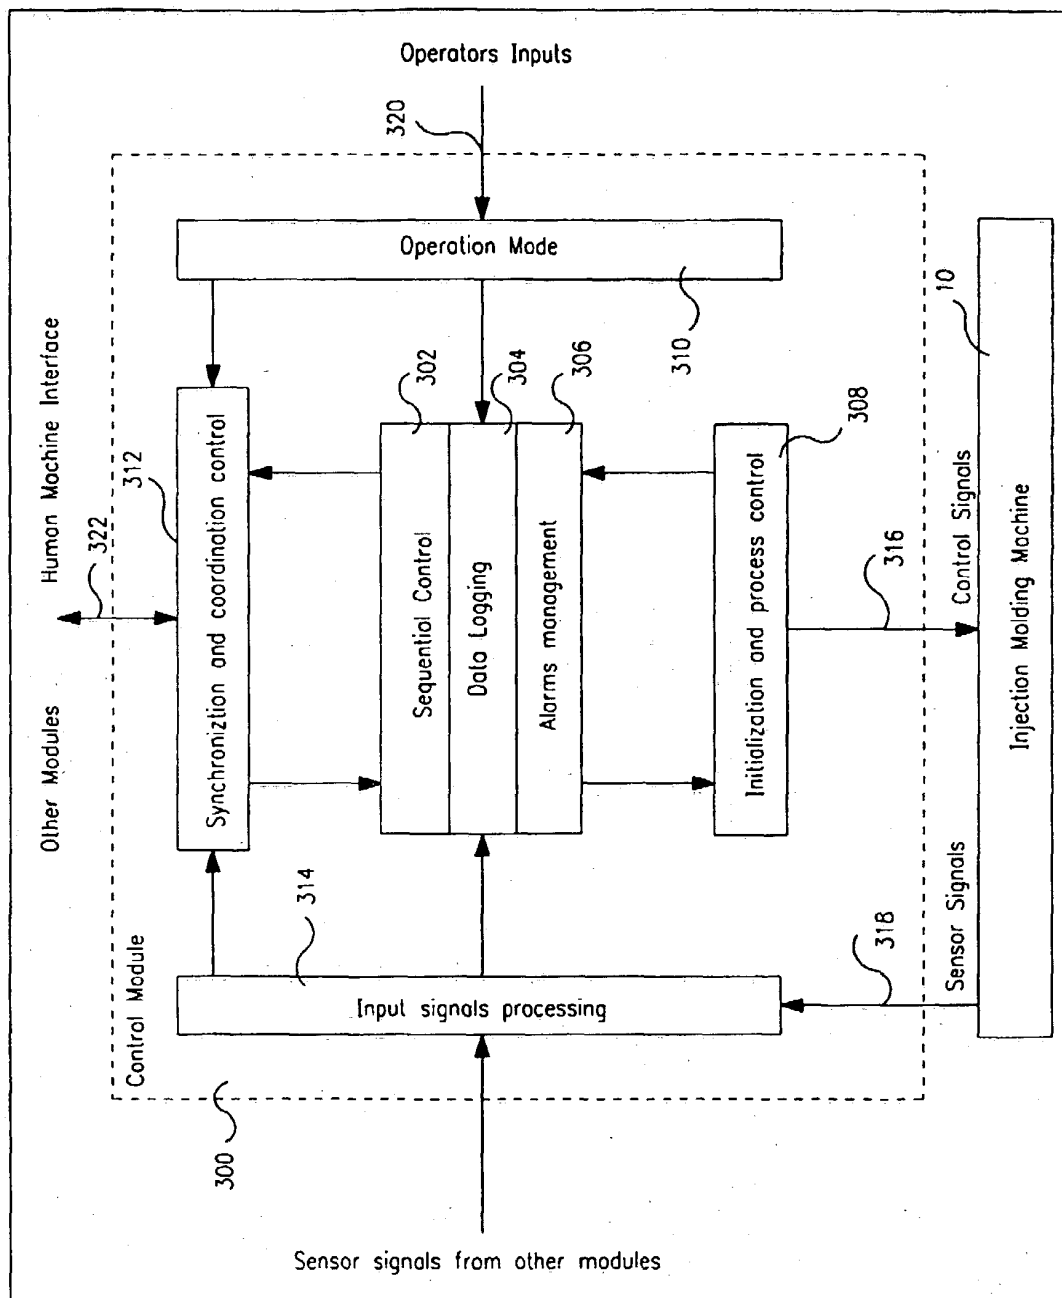 Operators Inputs
320
Operation Mode
310
10
Human Machine Interface
Other Modules
322
312
Synchroniztion and coordination control
302
304
306
Sequential Control
Data Logging
Alarms management
308
Initialization and process control
316
Control Signals
Injection Molding Machine
Sensor Signals
318
314
Input signals processing
Control Module
300
Sensor signals from other modules